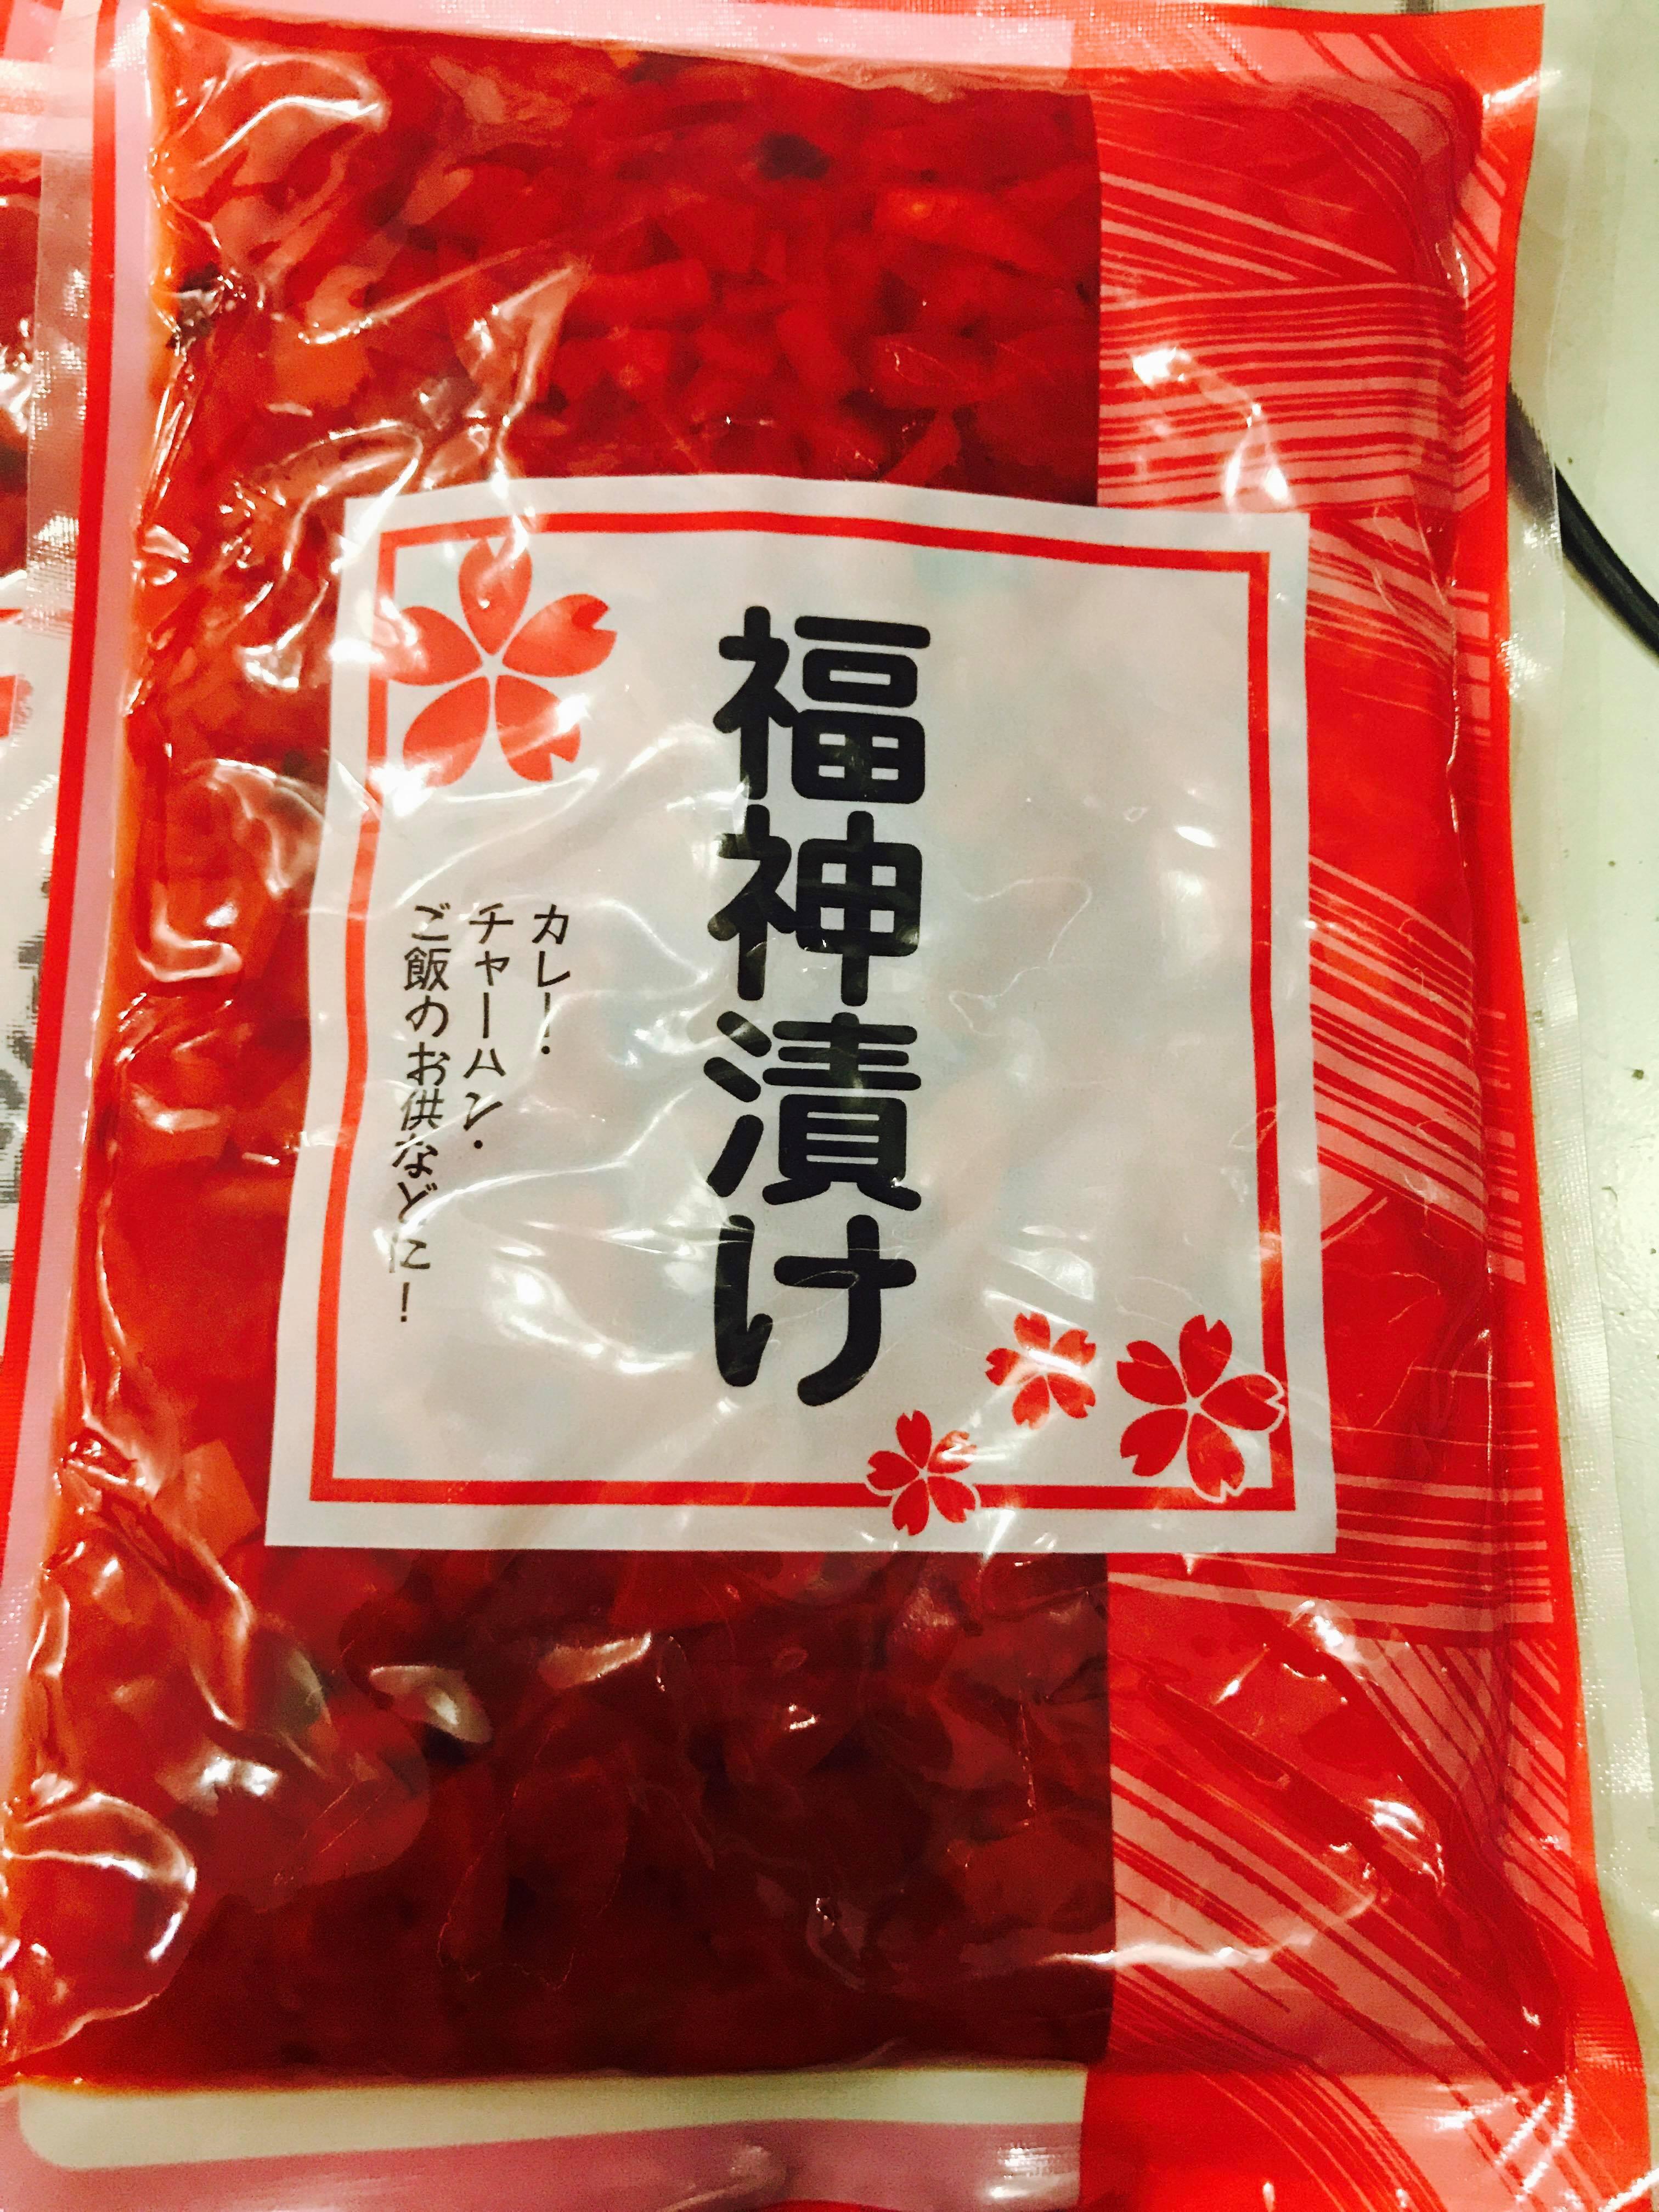 福神漬け
カレー・
チャーハン・
ご飯のお供などに！